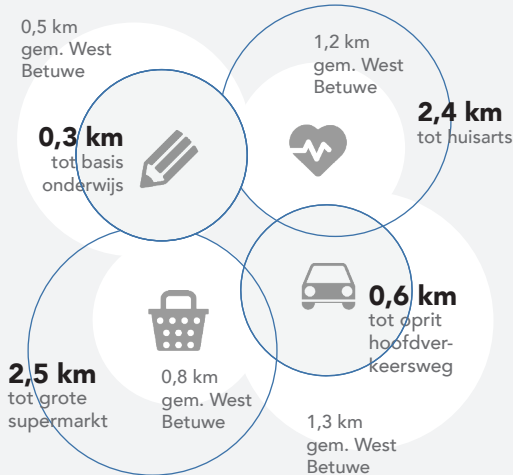 0,5 km
gem. West
Betuwe
1,2 km
gem. West
Betuwe
0,3 km
tot basis
onderwijs
2,4 km
tot huisarts
0,6 km
tot oprit
hoofdver-
keersweg
2,5 km
tot grote
supermarkt
0,8 km
gem. West
Betuwe
1,3 km
gem. West
Betuwe